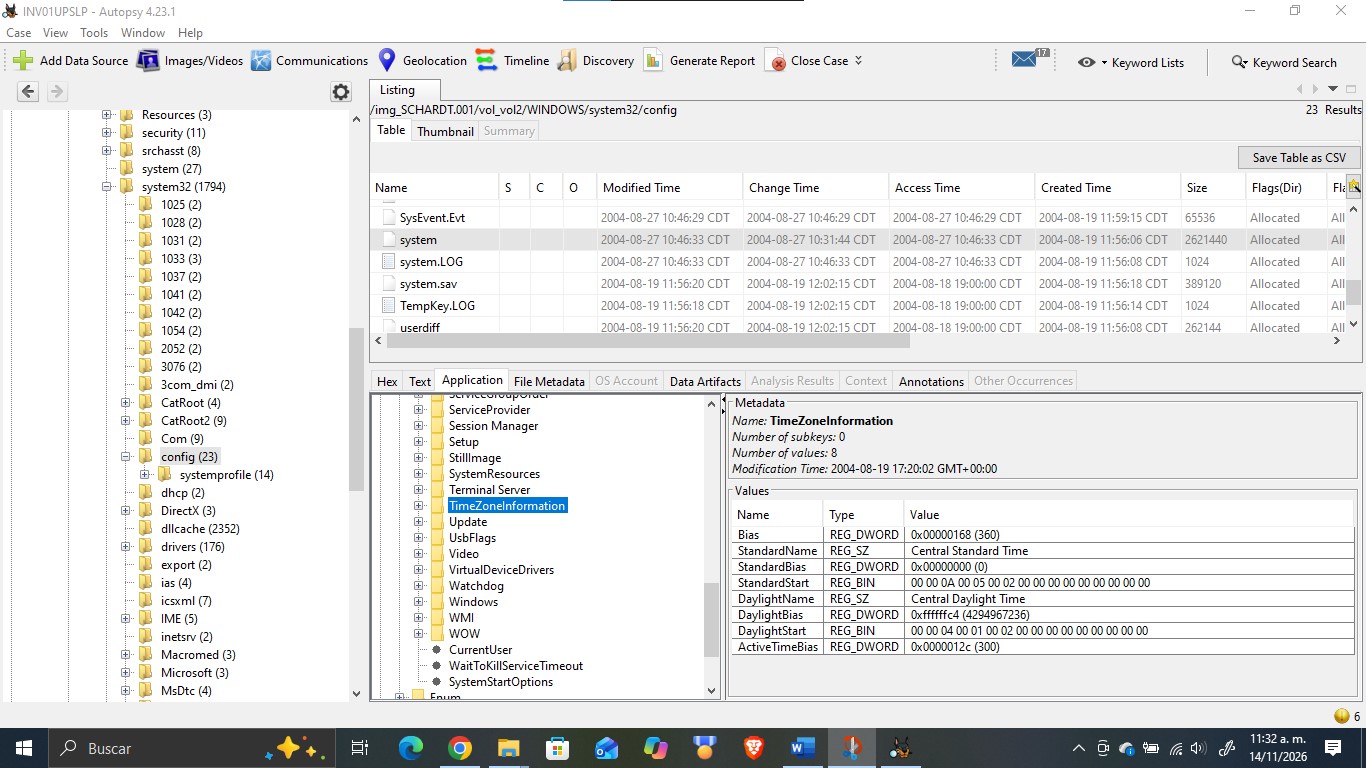 INV01UPSLP - Autopsy 4.23.1
Case View Tools Window Help
Add Data Source Images/Videos Communications Geolocation Timeline Discovery Generate Report Close Case 17 Keyword Lists Keyword Search
Resources (3)
security (11)
srchasst (8)
system (27)
system32 (1794)
1025 (2)
1028 (2)
1031 (2)
1033 (3)
1037 (2)
1041 (2)
1042 (2)
1054 (2)
2052 (2)
3076 (2)
3com_dmi (2)
CatRoot (4)
CatRoot2 (9)
Com (9)
config (23)
systemprofile (14)
dhcp (2)
DirectX (3)
dllcache (2352)
drivers (176)
export (2)
ias (4)
icsxml (7)
IME (5)
inetsrv (2)
Macromed (3)
Microsoft (3)
MsDtc (4)
Listing
/img_SCHARDT.001/vol_vol2/WINDOWS/system32/config 23 Results
Table Thumbnail Summary
Save Table as CSV
Name S C O Modified Time Change Time Access Time Created Time Size Flags(Dir) Fla
SysEvent.Evt 2004-08-27 10:46:29 CDT 2004-08-27 10:46:29 CDT 2004-08-27 10:46:29 CDT 2004-08-19 11:59:15 CDT 65536 Allocated All
system 2004-08-27 10:46:33 CDT 2004-08-27 10:31:44 CDT 2004-08-27 10:46:33 CDT 2004-08-19 11:56:06 CDT 2621440 Allocated All
system.LOG 2004-08-27 10:46:33 CDT 2004-08-27 10:46:33 CDT 2004-08-27 10:46:33 CDT 2004-08-19 11:56:08 CDT 1024 Allocated All
system.sav 2004-08-19 11:56:20 CDT 2004-08-19 12:02:15 CDT 2004-08-18 19:00:00 CDT 2004-08-19 11:56:18 CDT 389120 Allocated All
TempKey.LOG 2004-08-19 11:56:18 CDT 2004-08-19 12:02:15 CDT 2004-08-18 19:00:00 CDT 2004-08-19 11:56:14 CDT 1024 Allocated All
userdiff 2004-08-19 11:56:20 CDT 2004-08-19 12:02:15 CDT 2004-08-18 19:00:00 CDT 2004-08-19 11:56:08 CDT 262144 Allocated All
Hex Text Application File Metadata OS Account Data Artifacts Analysis Results Context Annotations Other Occurrences
ServiceGroupOrder
ServiceProvider
Session Manager
Setup
StillImage
SystemResources
Terminal Server
TimeZoneInformation
Update
UsbFlags
Video
VirtualDeviceDrivers
Watchdog
Windows
WMI
WOW
CurrentUser
WaitToKillServiceTimeout
SystemStartOptions
Enum
Metadata
Name: TimeZoneInformation
Number of subkeys: 0
Number of values: 8
Modification Time: 2004-08-19 17:20:02 GMT+00:00
Values
Name Type Value
Bias REG_DWORD 0x00000168 (360)
StandardName REG_SZ Central Standard Time
StandardBias REG_DWORD 0x00000000 (0)
StandardStart REG_BIN 00 00 0A 00 05 00 02 00 00 00 00 00 00 00 00 00
DaylightName REG_SZ Central Daylight Time
DaylightBias REG_DWORD 0xffffffc4 (4294967236)
DaylightStart REG_BIN 00 00 04 00 01 00 02 00 00 00 00 00 00 00 00 00
ActiveTimeBias REG_DWORD 0x0000012c (300)
6
Buscar
11:32 a. m.
14/11/2026